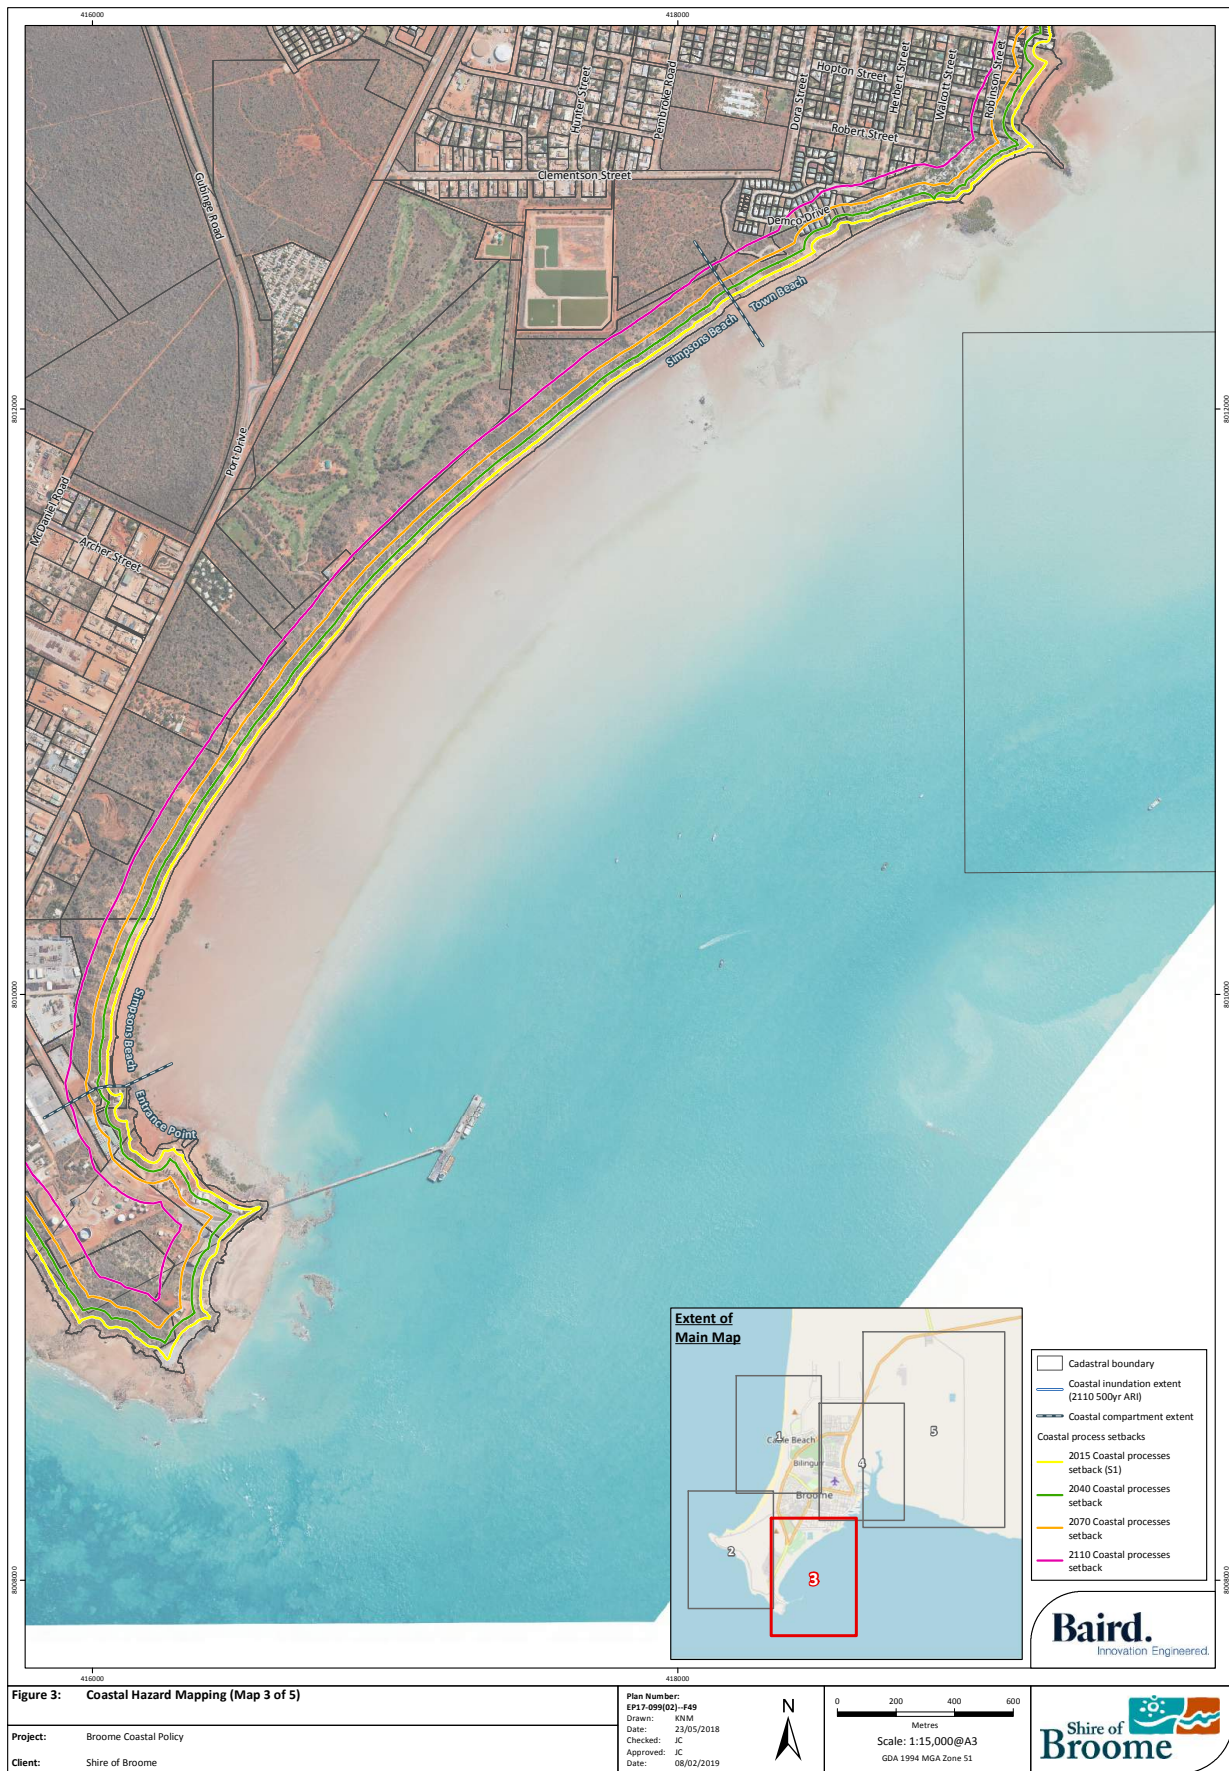 416000
418000
Hopton Street
Hunter Street
Pembroke Road
Dora Street
Herbert Street
Walcott Street
Robinson Street
Robert Street
Clementson Street
Gubinge Road
Demco Drive
Town Beach
Simpsons Beach
8012000
8012000
Port Drive
McDaniel Road
Archer Street
8010000
8010000
Simpsons Beach
Entrance Point
Extent of
Main Map
1
Cable Beach
Bilingurr
Broome
4
5
2
3
Cadastral boundary
Coastal inundation extent
(2110 500yr ARI)
Coastal compartment extent
Coastal process setbacks
2015 Coastal processes
setback (S1)
2040 Coastal processes
setback
2070 Coastal processes
setback
2110 Coastal processes
setback
8008000
8008000
Baird.
Innovation Engineered.
416000
418000
Figure 3: Coastal Hazard Mapping (Map 3 of 5)
Project: Broome Coastal Policy
Client: Shire of Broome
Plan Number:
EP17-099(02)--F49
Drawn: KNM
Date: 23/05/2018
Checked: JC
Approved: JC
Date: 08/02/2019
N
0 200 400 600
Metres
Scale: 1:15,000@A3
GDA 1994 MGA Zone 51
Shire of
Broome